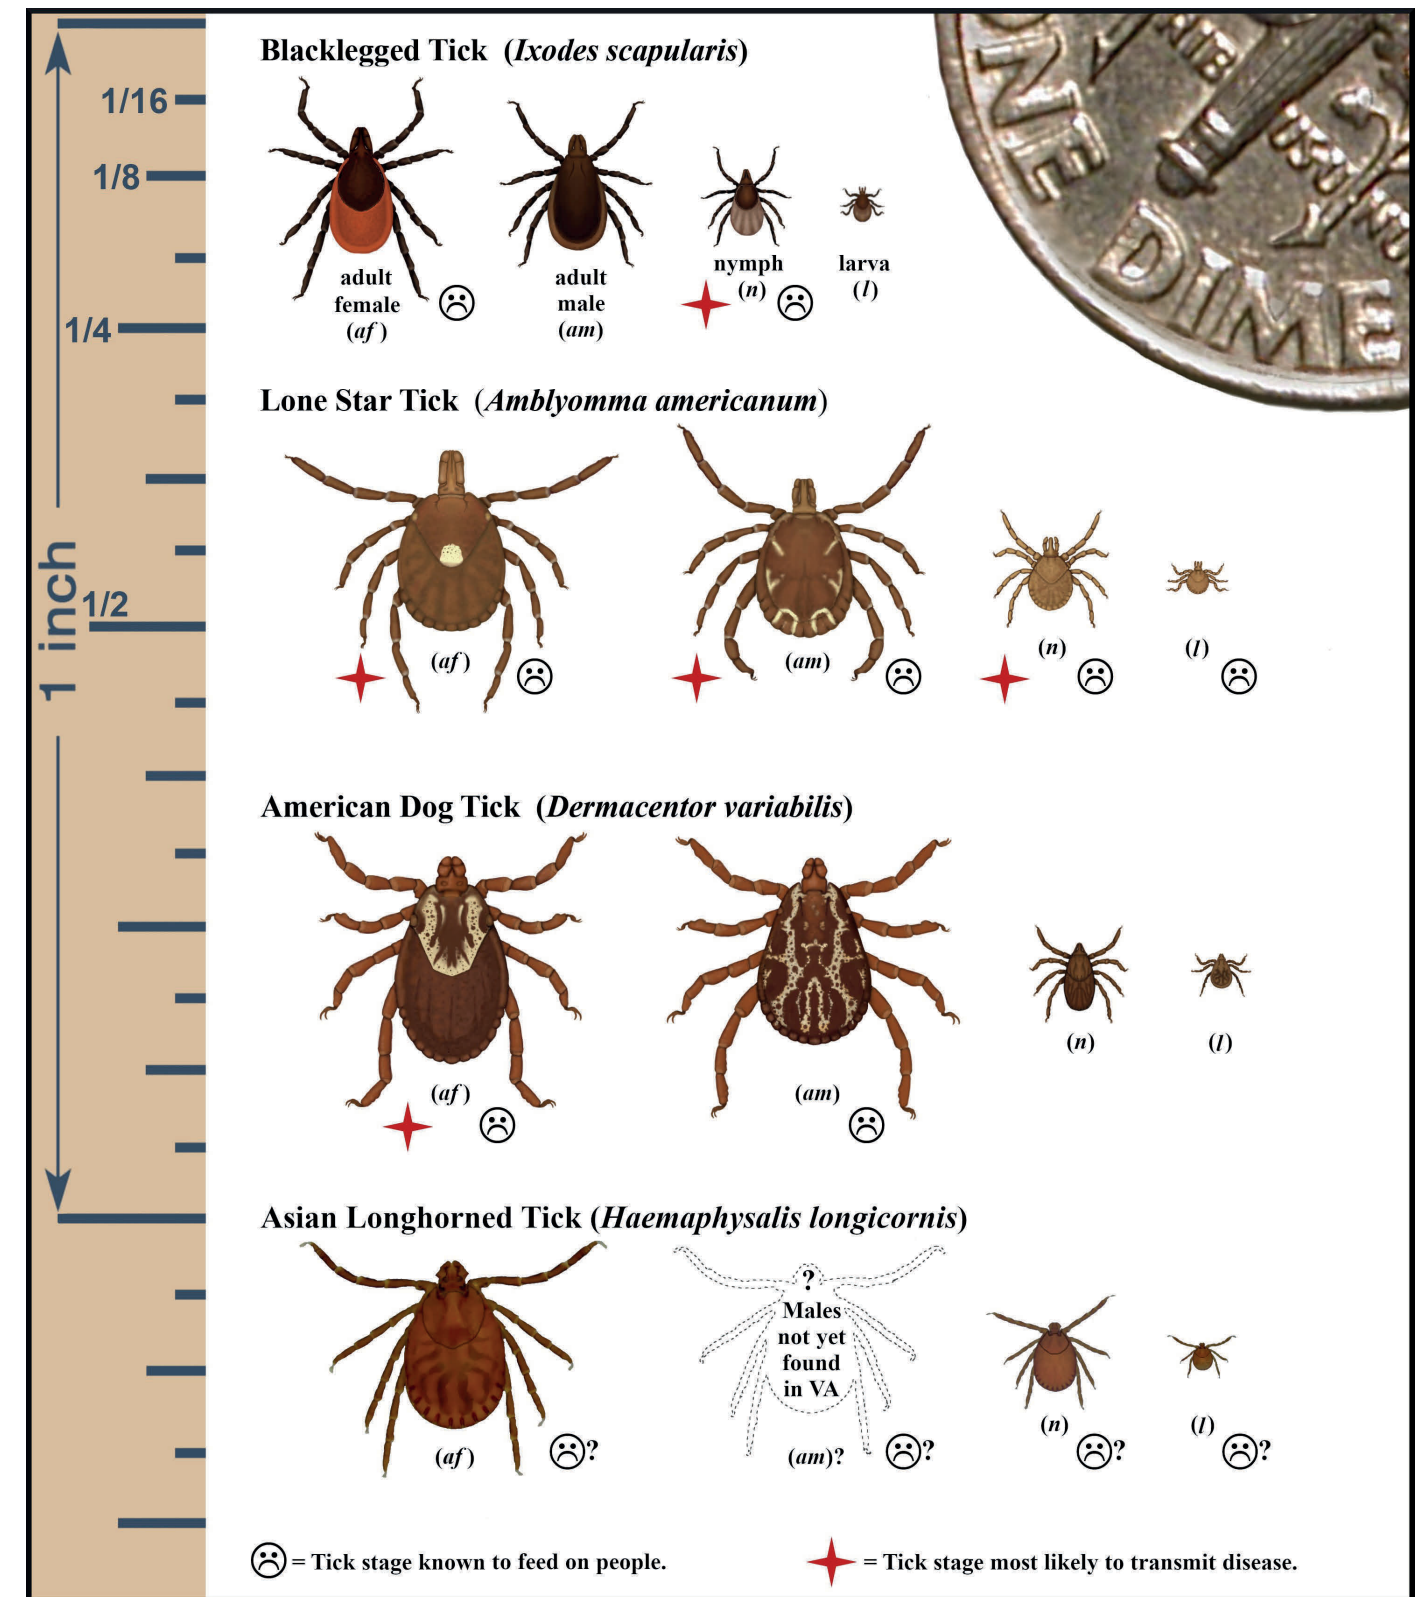 Blacklegged Tick (Ixodes scapularis)
1/16
1/8
1/4
1/2
1 inch
adult
female
(af)
adult
male
(am)
nymph
(n)
larva
(l)
ONE DIME
Lone Star Tick (Amblyomma americanum)
(af)
(am)
(n)
(l)
American Dog Tick (Dermacentor variabilis)
(af)
(am)
(n)
(l)
Asian Longhorned Tick (Haemaphysalis longicornis)
?
Males
not yet
found
in VA
(af)
?
(am)?
?
(n)
?
(l)
?
= Tick stage known to feed on people.
= Tick stage most likely to transmit disease.